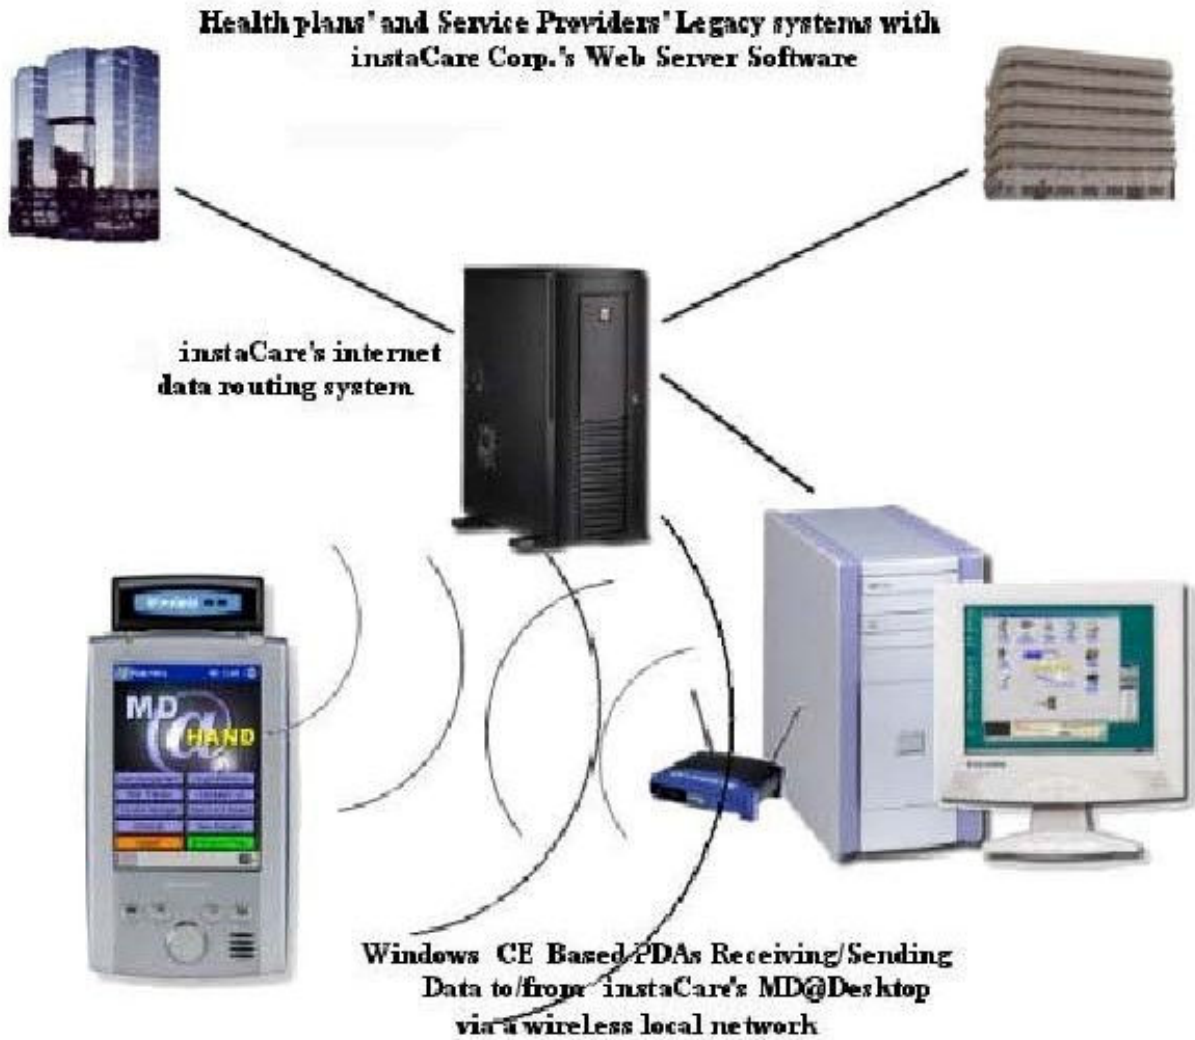 Health plans' and Service Providers' Legacy systems with
instaCare Corp.'s Web Server Software
instaCare's internet
data routing system
MD
@
HAND
Windows CE Based PDAs Receiving/Sending
Data to/from instaCare's MD@Desktop
via a wireless local network